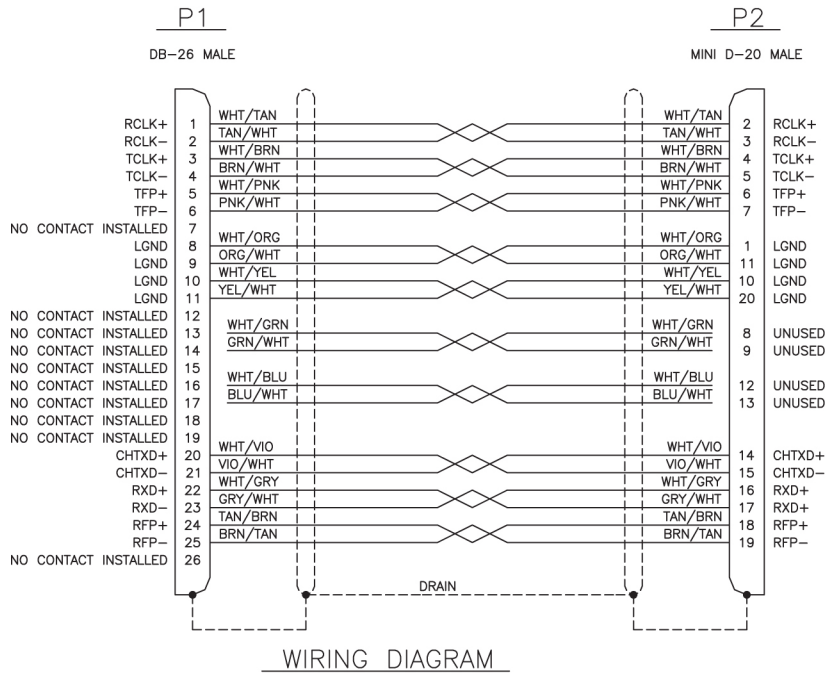 P1 P2
DB-26 MALE MINI D-20 MALE
RCLK+ 1 WHT/TAN WHT/TAN 2 RCLK+
RCLK- 2 TAN/WHT TAN/WHT 3 RCLK-
TCLK+ 3 WHT/BRN WHT/BRN 4 TCLK+
TCLK- 4 BRN/WHT BRN/WHT 5 TCLK-
TFP+ 5 WHT/PNK WHT/PNK 6 TFP+
TFP- 6 PNK/WHT PNK/WHT 7 TFP-
NO CONTACT INSTALLED 7
LGND 8 WHT/ORG WHT/ORG 1 LGND
LGND 9 ORG/WHT ORG/WHT 11 LGND
LGND 10 WHT/YEL WHT/YEL 10 LGND
LGND 11 YEL/WHT YEL/WHT 20 LGND
NO CONTACT INSTALLED 12
NO CONTACT INSTALLED 13 WHT/GRN WHT/GRN 8 UNUSED
NO CONTACT INSTALLED 14 GRN/WHT GRN/WHT 9 UNUSED
NO CONTACT INSTALLED 15
NO CONTACT INSTALLED 16 WHT/BLU WHT/BLU 12 UNUSED
NO CONTACT INSTALLED 17 BLU/WHT BLU/WHT 13 UNUSED
NO CONTACT INSTALLED 18
NO CONTACT INSTALLED 19
CHTXD+ 20 WHT/VIO WHT/VIO 14 CHTXD+
CHTXD- 21 VIO/WHT VIO/WHT 15 CHTXD-
RXD+ 22 WHT/GRY WHT/GRY 16 RXD+
RXD- 23 GRY/WHT GRY/WHT 17 RXD+
RFP+ 24 TAN/BRN TAN/BRN 18 RFP+
RFP- 25 BRN/TAN BRN/TAN 19 RFP-
NO CONTACT INSTALLED 26
DRAIN
WIRING DIAGRAM